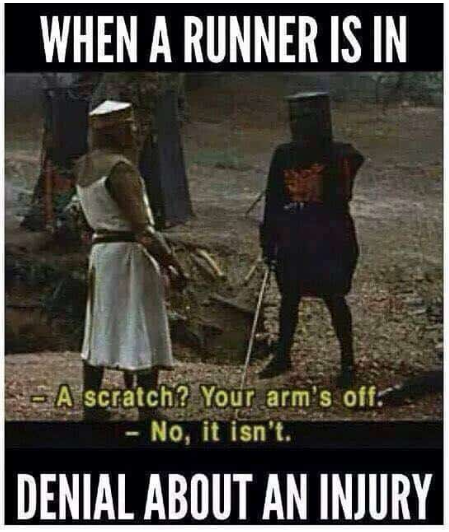 WHEN A RUNNER IS IN
- A scratch? Your arm's off.
- No, it isn't.
DENIAL ABOUT AN INJURY